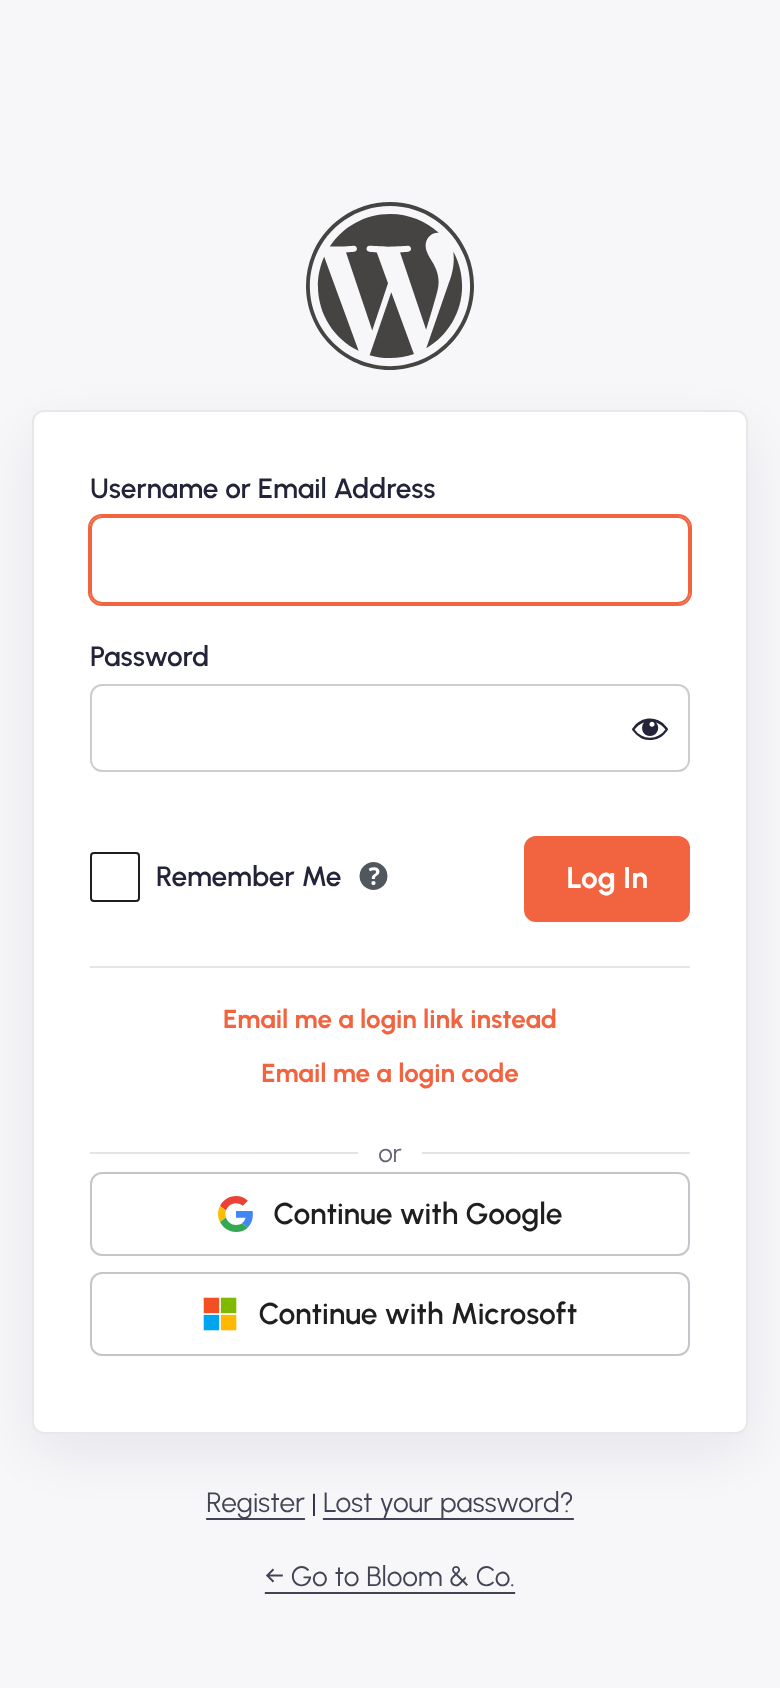 Username or Email Address
Password
Remember Me ?
Log In
Email me a login link instead
Email me a login code
or
Continue with Google
Continue with Microsoft
Register | Lost your password?
← Go to Bloom & Co.